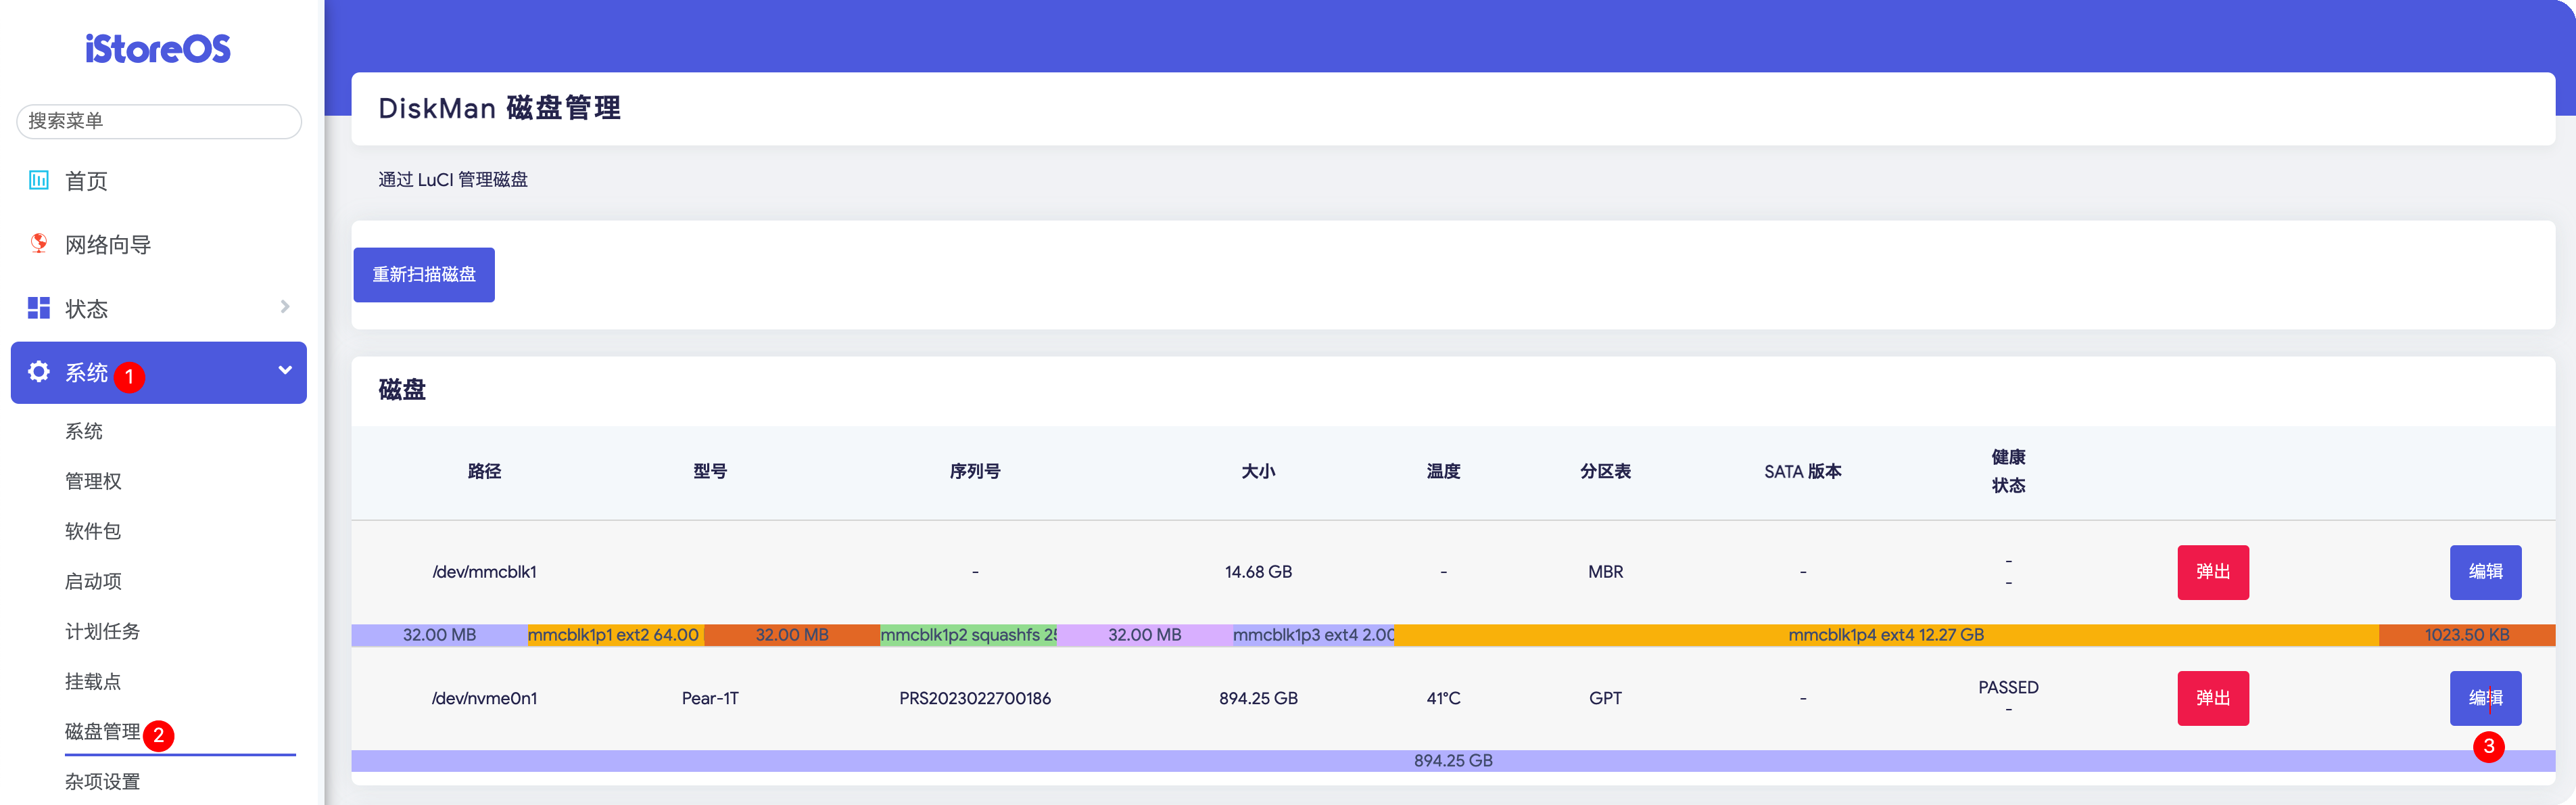 iStoreOS
搜索菜单
首页
网络向导
状态
系统 1
系统
管理权
软件包
启动项
计划任务
挂载点
磁盘管理 2
杂项设置
DiskMan 磁盘管理
通过 LuCI 管理磁盘
重新扫描磁盘
磁盘
路径 型号 序列号 大小 温度 分区表 SATA 版本 健康
状态
/dev/mmcblk1 - 14.68 GB - MBR - -
- 弹出 编辑
32.00 MB mmcblk1p1 ext2 64.00 32.00 MB mmcblk1p2 squashfs 25 32.00 MB mmcblk1p3 ext4 2.00 mmcblk1p4 ext4 12.27 GB 1023.50 KB
/dev/nvme0n1 Pear-1T PRS2023022700186 894.25 GB 41°C GPT - PASSED
- 弹出 编辑
3
894.25 GB